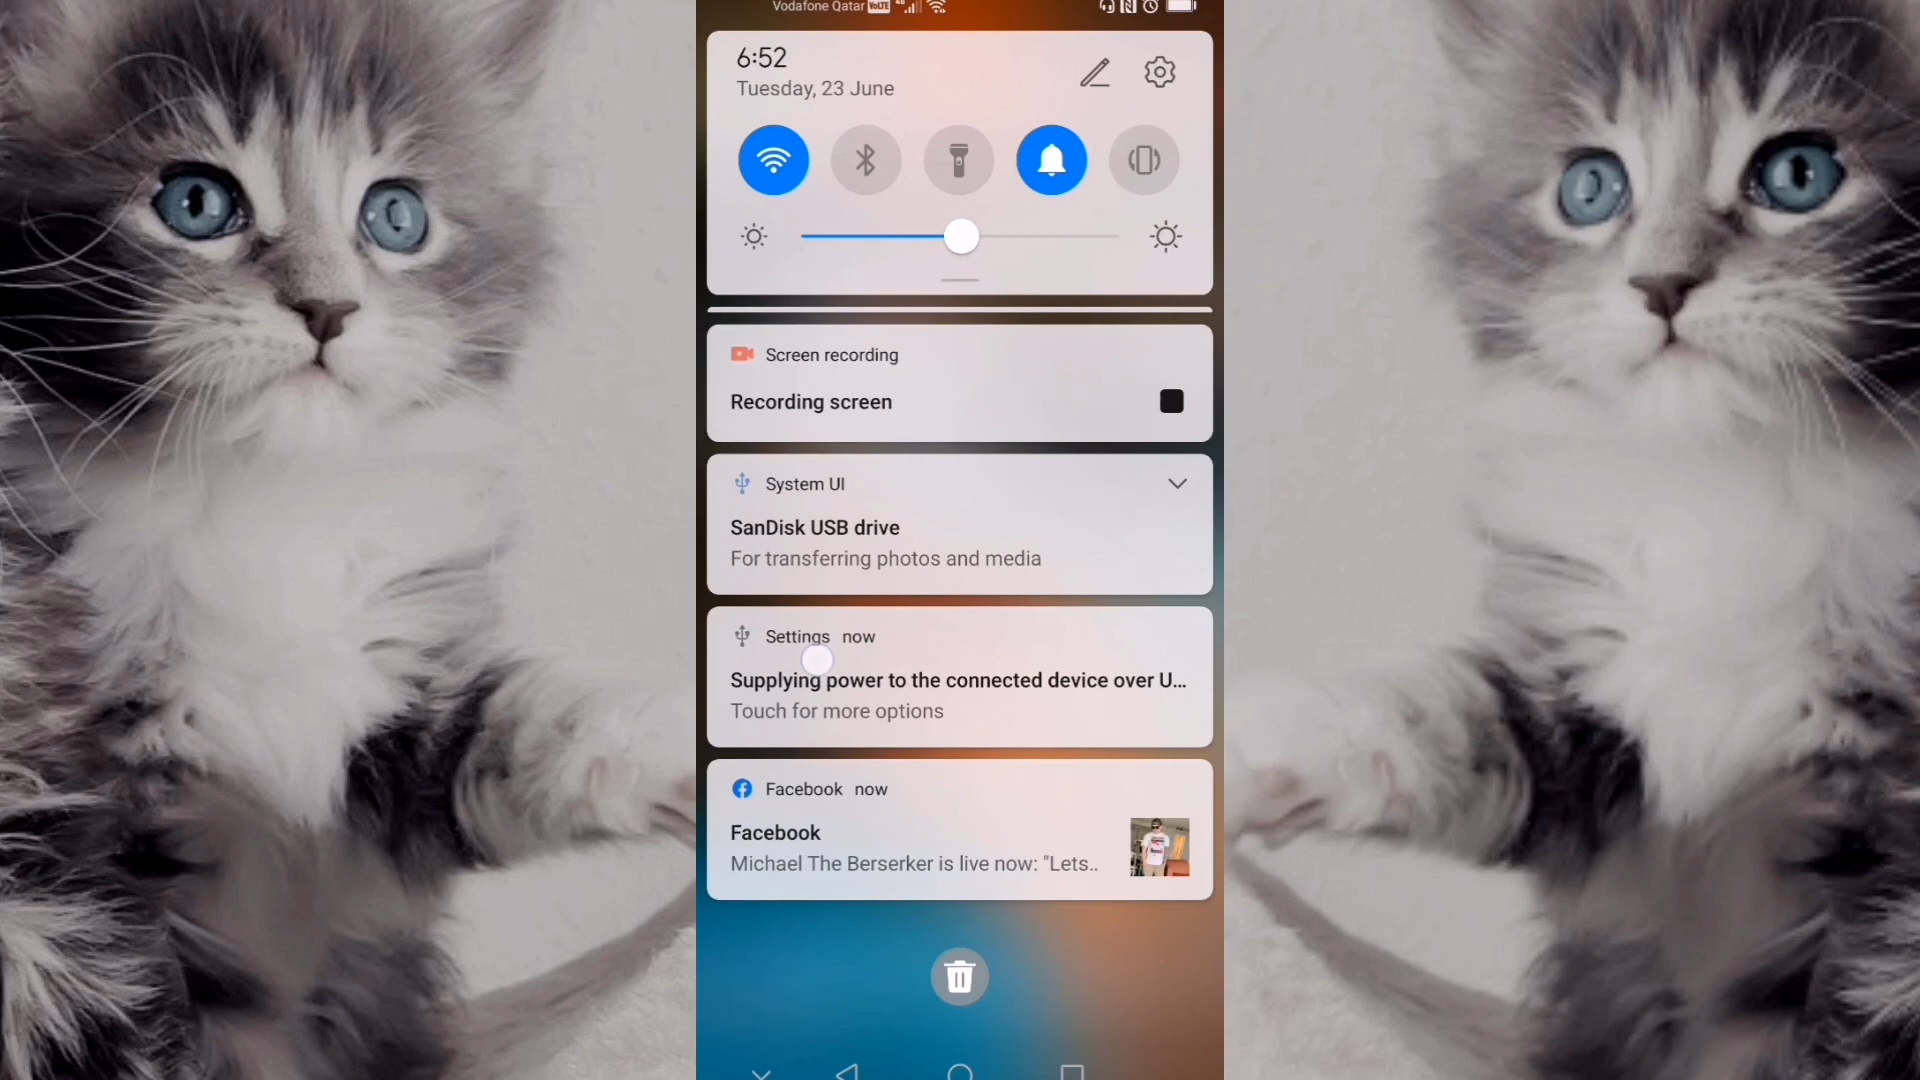 Vodafone Qatar VoLTE 4G
6:52
Tuesday, 23 June
Screen recording
Recording screen
System UI
SanDisk USB drive
For transferring photos and media
Settings now
Supplying power to the connected device over U...
Touch for more options
Facebook now
Facebook
Michael The Berserker is live now: "Lets..